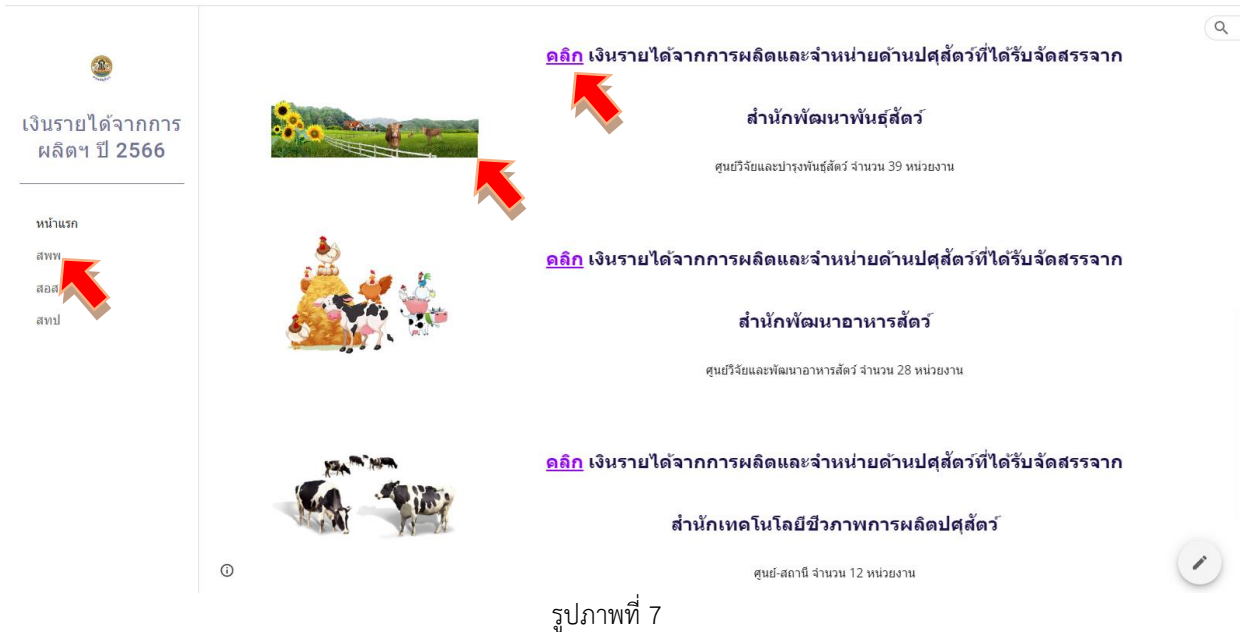 เงินรายได้จากการ
ผลิตฯ ปี 2566
หน้าแรก
สพพ
สอส
สทป
คลิก เงินรายได้จากการผลิตและจำหน่ายด้านปศุสัตว์ที่ได้รับจัดสรรจาก
สำนักพัฒนาพันธุ์สัตว์
ศูนย์วิจัยและบำรุงพันธุ์สัตว์ จำนวน 39 หน่วยงาน
คลิก เงินรายได้จากการผลิตและจำหน่ายด้านปศุสัตว์ที่ได้รับจัดสรรจาก
สำนักพัฒนาอาหารสัตว์
ศูนย์วิจัยและพัฒนาอาหารสัตว์ จำนวน 28 หน่วยงาน
คลิก เงินรายได้จากการผลิตและจำหน่ายด้านปศุสัตว์ที่ได้รับจัดสรรจาก
สำนักเทคโนโลยีชีวภาพการผลิตปศุสัตว์
ศูนย์-สถานี จำนวน 12 หน่วยงาน
รูปภาพที่ 7